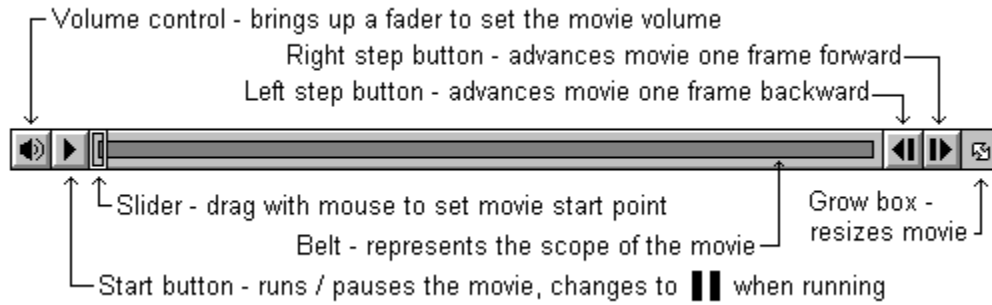 Volume control - brings up a fader to set the movie volume
Right step button - advances movie one frame forward
Left step button - advances movie one frame backward
Slider - drag with mouse to set movie start point
Grow box -
resizes movie
Belt - represents the scope of the movie
Start button - runs / pauses the movie, changes to ▌▌ when running